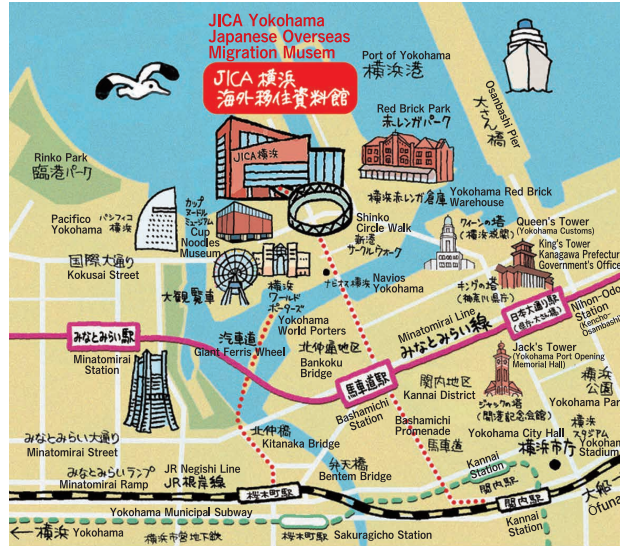 JICA Yokohama
Japanese Overseas
Migration Musem
JICA 横浜
海外移住資料館
Port of Yokohama
横浜港
Osanbashi Pier
大さん橋
Red Brick Park
赤レンガパーク
Rinko Park
臨港パーク
JICA横浜
横浜赤レンガ倉庫
Yokohama Red Brick
Warehouse
Pacifico
Yokohama
パシフィコ
横浜
カップ
ヌードル
ミュージアム
Cup
Noodles
Museum
Shinko
Circle Walk
新港
サークルウォーク
クイーンの塔
(横浜税関)
Queen's Tower
(Yokohama Customs)
King's Tower
Kanagawa Prefectur
Government's Office
キングの塔
(神奈川県庁)
国際大通り
Kokusai Street
大観覧車
横浜
ワールド
ポーターズ
Yokohama
World Porters
ナビオス横浜
Navios
Yokohama
日本大通り駅
(県庁・大さん橋)
Nihon-Odo
Station
(Kencho-
Osanbashi)
みなとみらい駅
Minatomirai
Station
汽車道
Giant Ferris Wheel
北仲通地区
Bankoku
Bridge
Minatomirai Line
みなとみらい線
馬車道駅
Bashamichi
Station
関内地区
Kannai District
Jack's Tower
(Yokohama Port Opening
Memorial Hall)
ジャックの塔
(開港記念会館)
横浜
公園
Yokohama Par
横浜
スタジアム
Yokoham
Stadium
みなとみらい大通り
Minatomirai Street
北仲橋
Kitanaka Bridge
Bashamichi
Promenade
馬車道
Yokohama City Hall
横浜市庁
みなとみらいランプ
Minatomirai Ramp
JR Negishi Line
JR根岸線
弁天橋
Bentem Bridge
Kannai
Station
桜木町駅
関内駅
Kannai
Station
大船
Ofuna
Yokohama Municipal Subway
←横浜 Yokohama
横浜市営地下鉄
桜木町駅
Sakuragicho Station